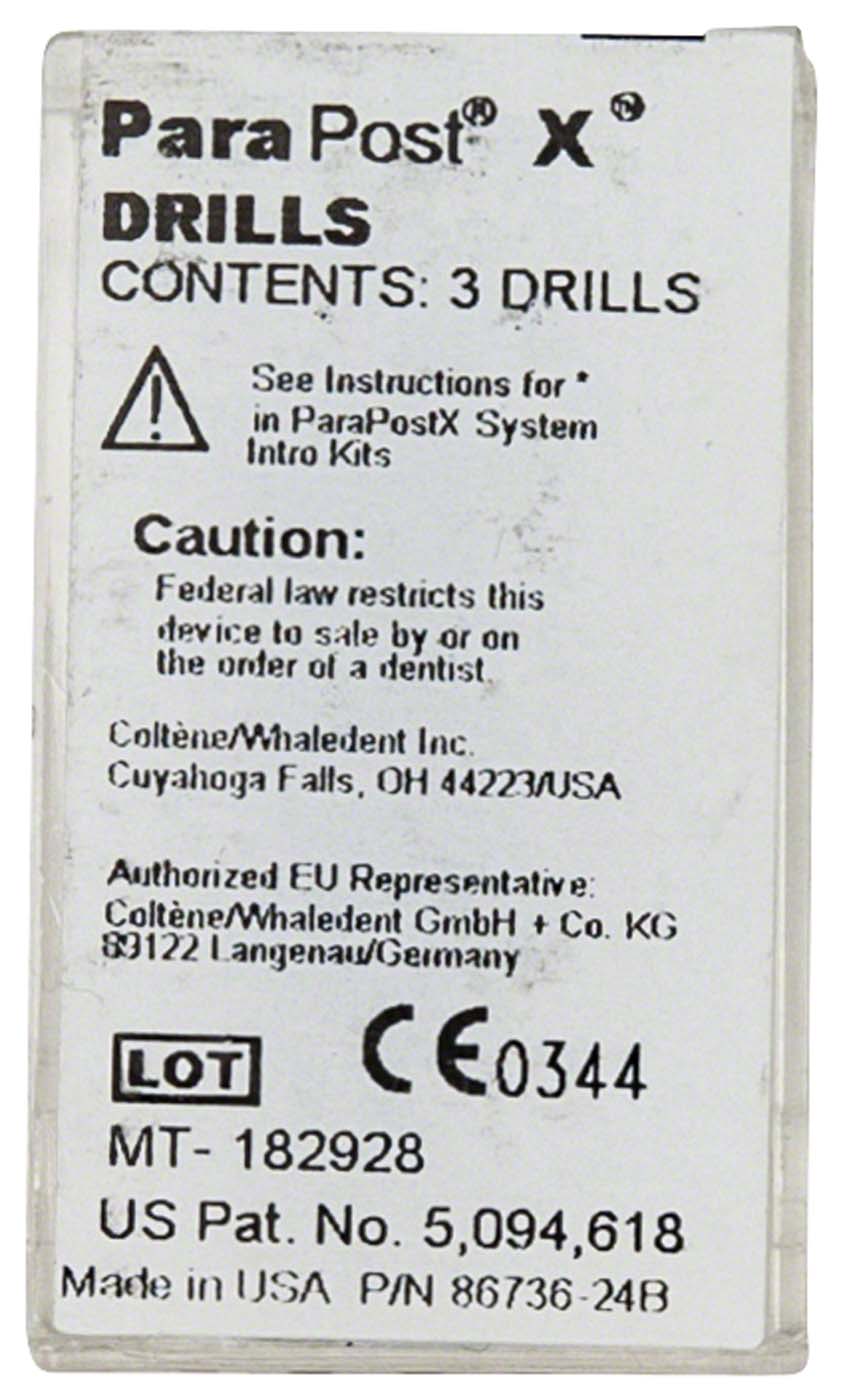 ParaPost® X™
DRILLS
CONTENTS: 3 DRILLS
See Instructions for *
in ParaPostX System
Intro Kits
Caution:
Federal law restricts this
device to sale by or on
the order of a dentist.
Coltène/Whaledent Inc.
Cuyahoga Falls, OH 44223/USA
Authorized EU Representative:
Coltène/Whaledent GmbH + Co. KG
89122 Langenau/Germany
LOT CE0344
MT- 182928
US Pat. No. 5,094,618
Made in USA P/N 86736-24B